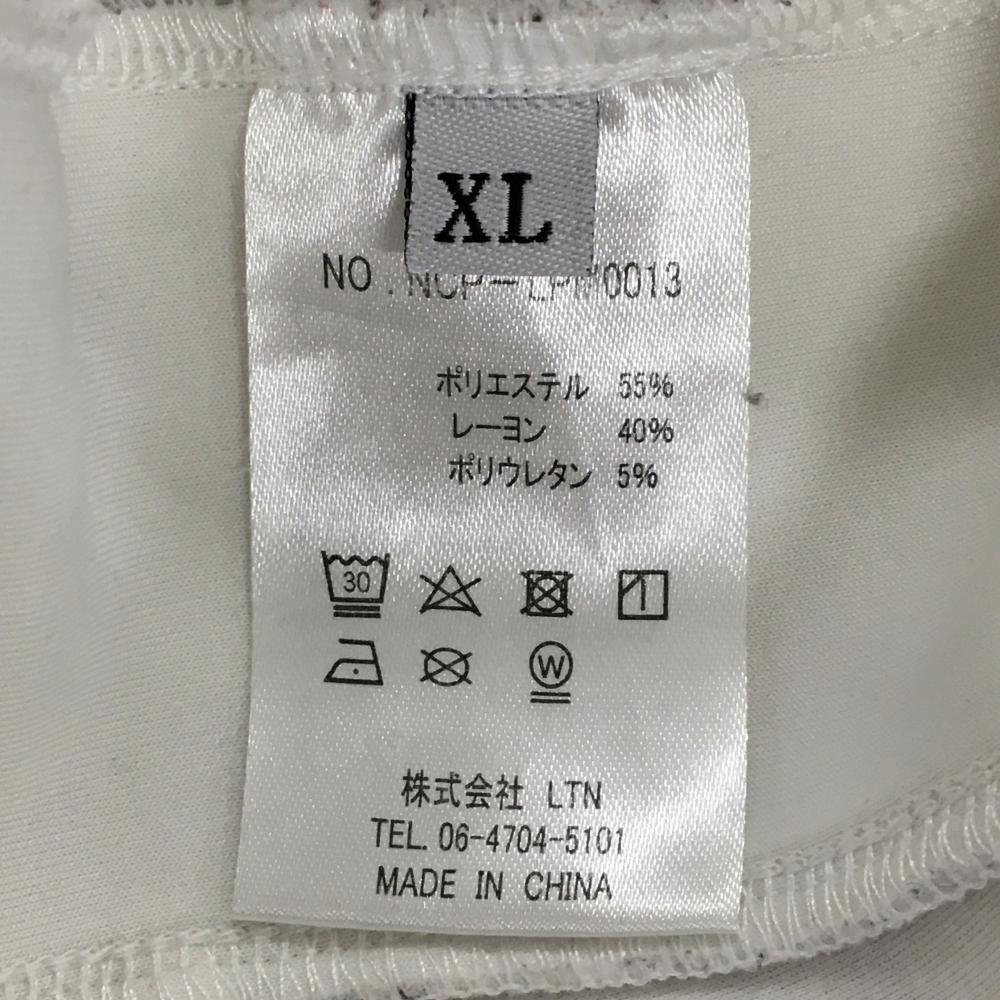 XL
NO. NCP-LPM0013
ポリエステル 55%
レーヨン 40%
ポリウレタン 5%
30
W
株式会社 LTN
TEL. 06-4704-5101
MADE IN CHINA